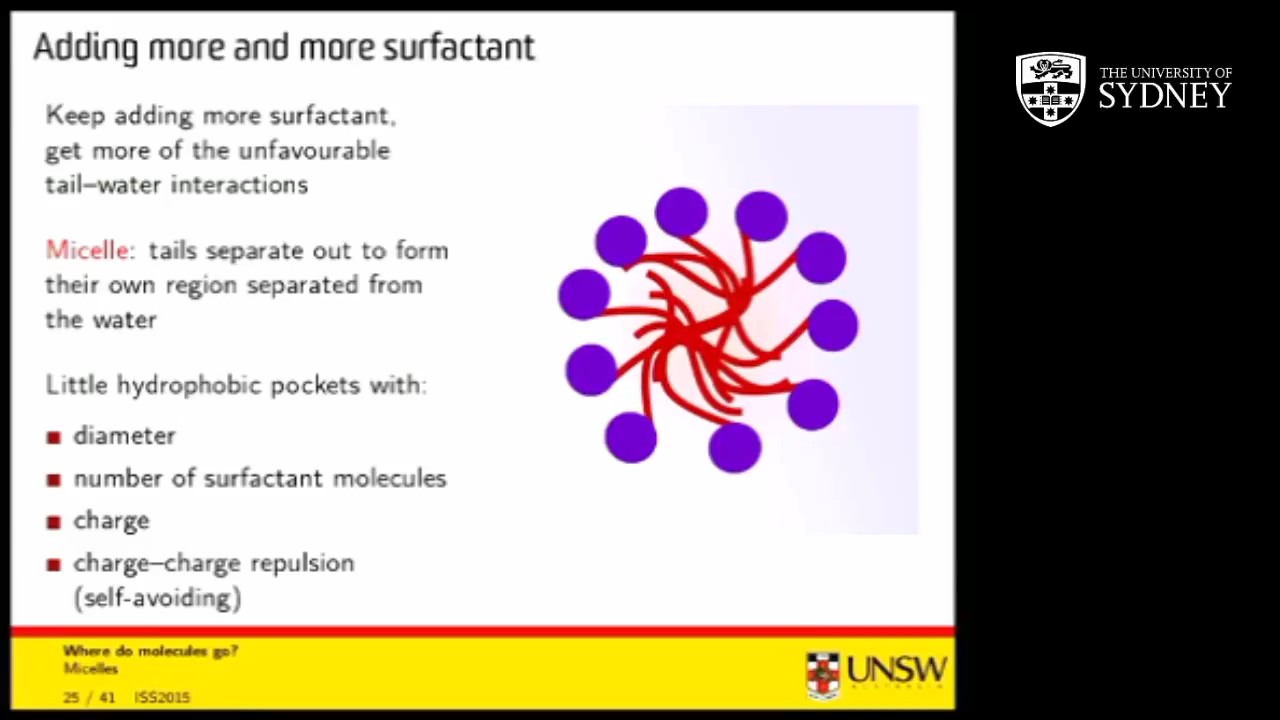 Adding more and more surfactant
Keep adding more surfactant,
get more of the unfavourable
tail–water interactions
Micelle: tails separate out to form
their own region separated from
the water
Little hydrophobic pockets with:
diameter
number of surfactant molecules
charge
charge–charge repulsion
(self-avoiding)
Where do molecules go?
Micelles
25 / 41 ISS2015
UNSW
AUSTRALIA
THE UNIVERSITY OF
SYDNEY